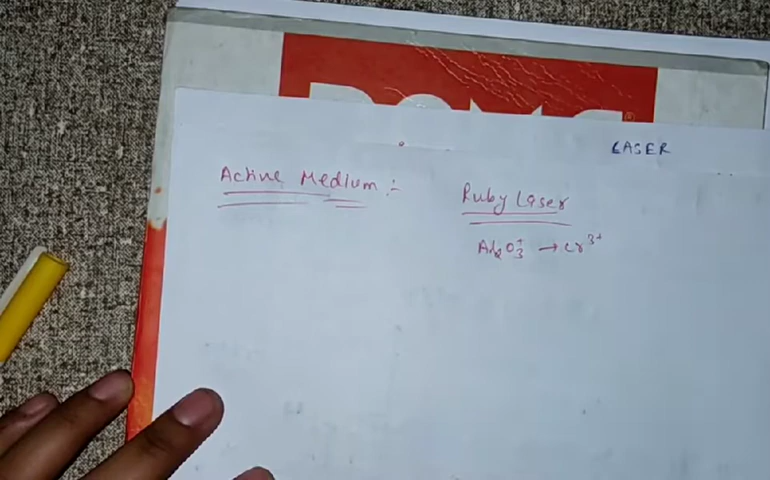 LASER
Active Medium :-
Ruby Laser
Al2O3+ → Cr3+